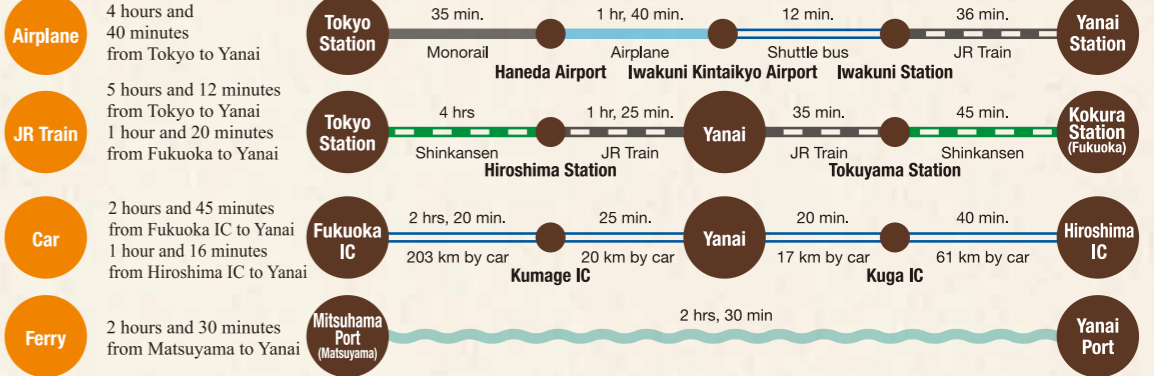 Airplane
4 hours and
40 minutes
from Tokyo to Yanai
Tokyo
Station
35 min.
Monorail
Haneda Airport
1 hr, 40 min.
Airplane
Iwakuni Kintaikyo Airport
12 min.
Shuttle bus
Iwakuni Station
36 min.
JR Train
Yanai
Station
JR Train
5 hours and 12 minutes
from Tokyo to Yanai
1 hour and 20 minutes
from Fukuoka to Yanai
Tokyo
Station
4 hrs
Shinkansen
Hiroshima Station
1 hr, 25 min.
JR Train
Yanai
35 min.
JR Train
Tokuyama Station
45 min.
Shinkansen
Kokura
Station
(Fukuoka)
Car
2 hours and 45 minutes
from Fukuoka IC to Yanai
1 hour and 16 minutes
from Hiroshima IC to Yanai
Fukuoka
IC
2 hrs, 20 min.
203 km by car
Kumage IC
25 min.
20 km by car
Yanai
20 min.
17 km by car
Kuga IC
40 min.
61 km by car
Hiroshima
IC
Ferry
2 hours and 30 minutes
from Matsuyama to Yanai
Mitsuhama
Port
(Matsuyama)
2 hrs, 30 min
Yanai
Port